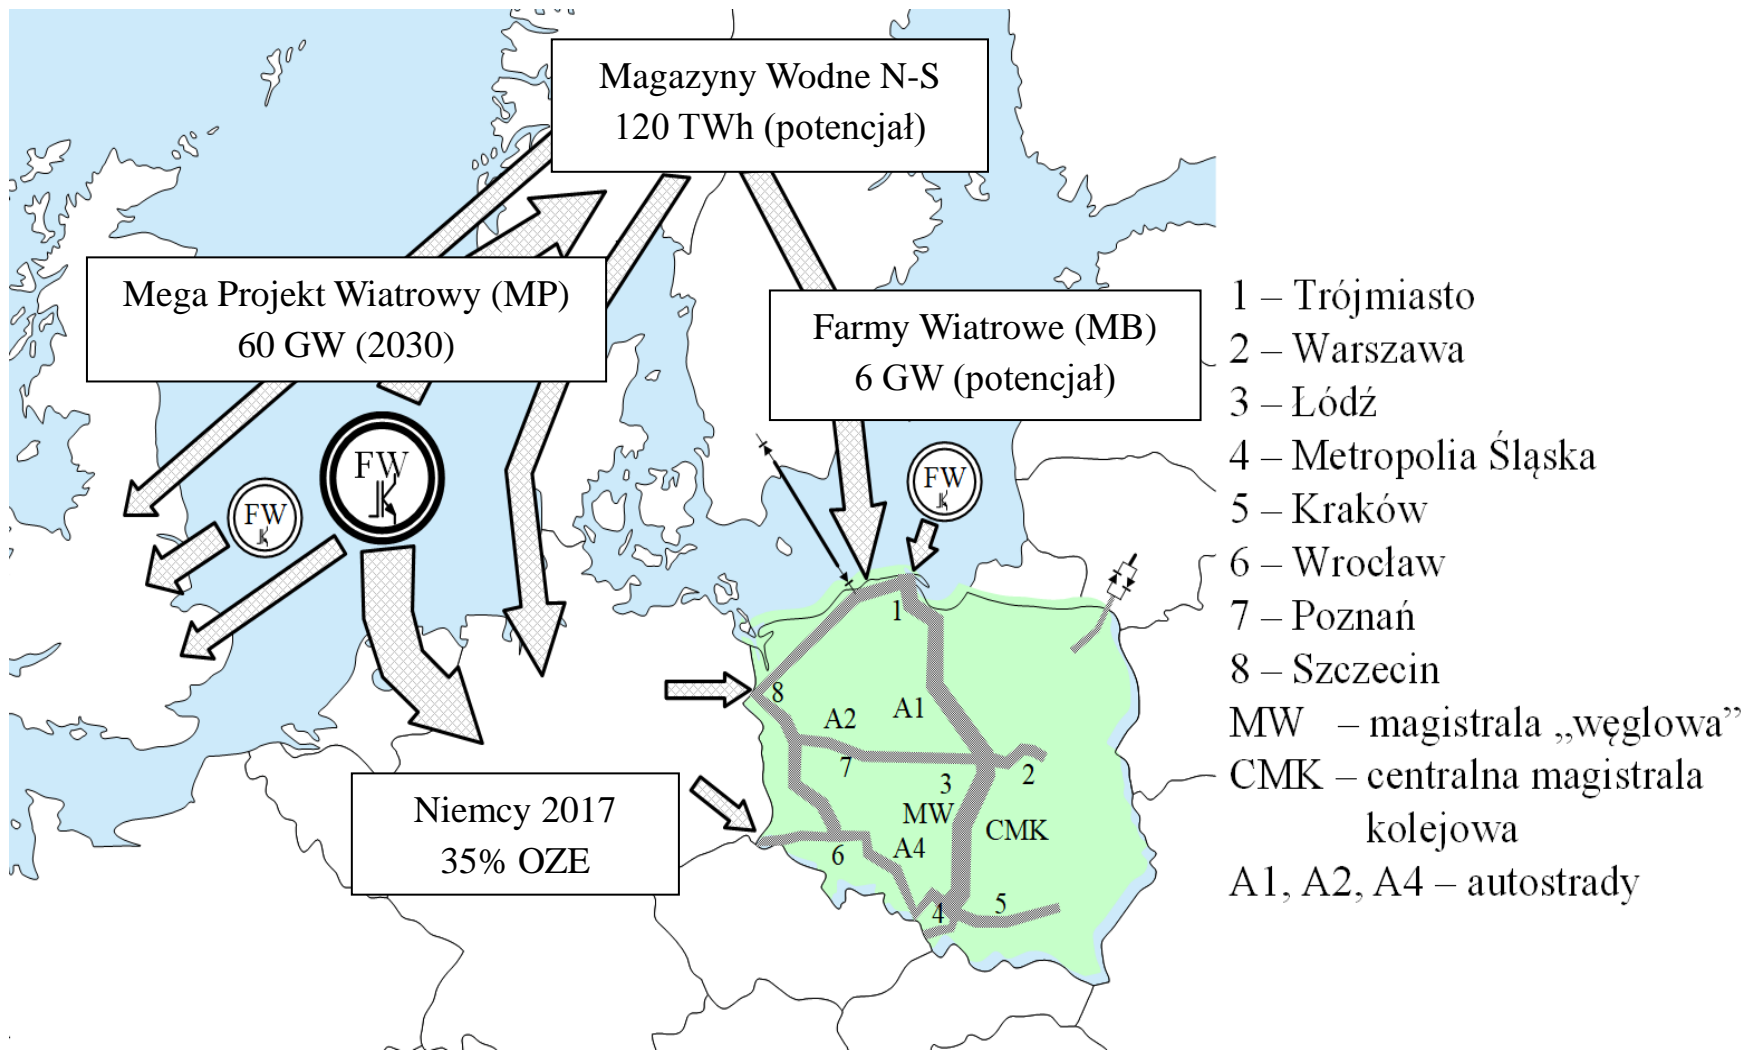 Magazyny Wodne N-S
120 TWh (potencjał)
Mega Projekt Wiatrowy (MP)
60 GW (2030)
Farmy Wiatrowe (MB)
6 GW (potencjał)
FW
FW
FW
1
8
A2
A1
7
3
2
MW
CMK
6
A4
4
5
Niemcy 2017
35% OZE
1 – Trójmiasto
2 – Warszawa
3 – Łódź
4 – Metropolia Śląska
5 – Kraków
6 – Wrocław
7 – Poznań
8 – Szczecin
MW – magistrala „węglowa”
CMK – centralna magistrala
kolejowa
A1, A2, A4 – autostrady